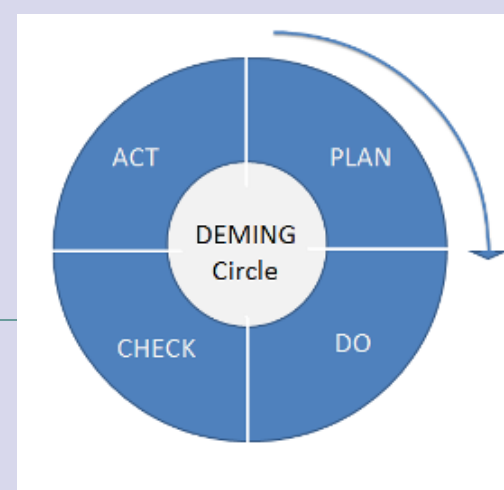 ACT
PLAN
DEMING
Circle
CHECK
DO